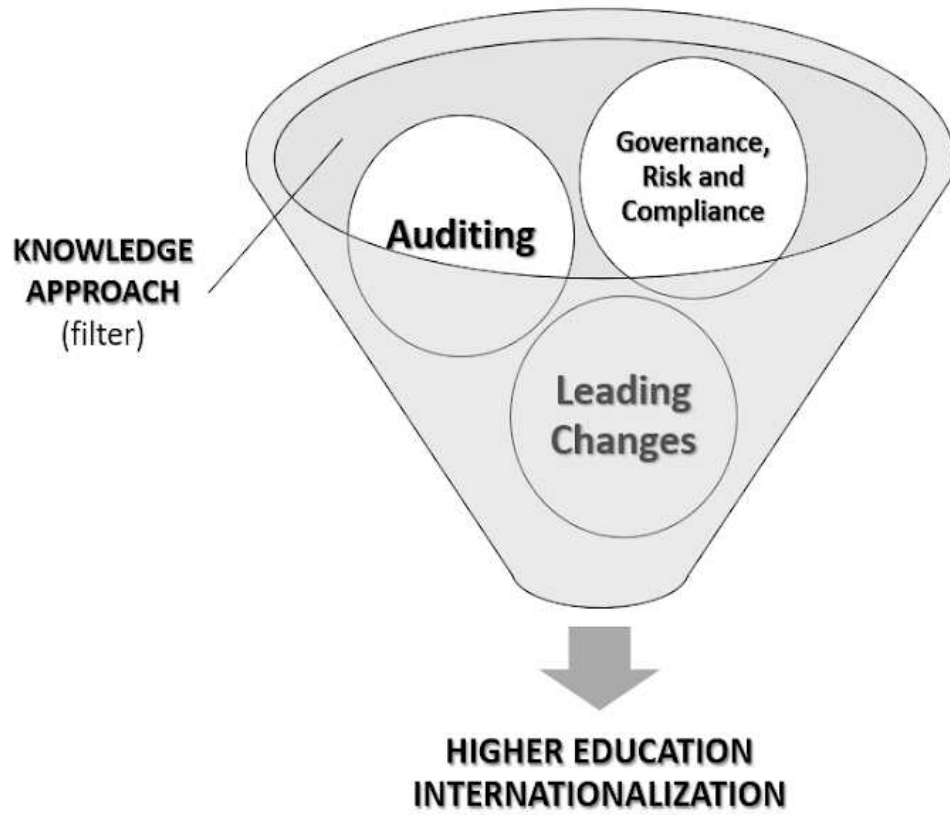 Governance,
Risk and
Compliance
Auditing
KNOWLEDGE
APPROACH
(filter)
Leading
Changes
HIGHER EDUCATION
INTERNATIONALIZATION